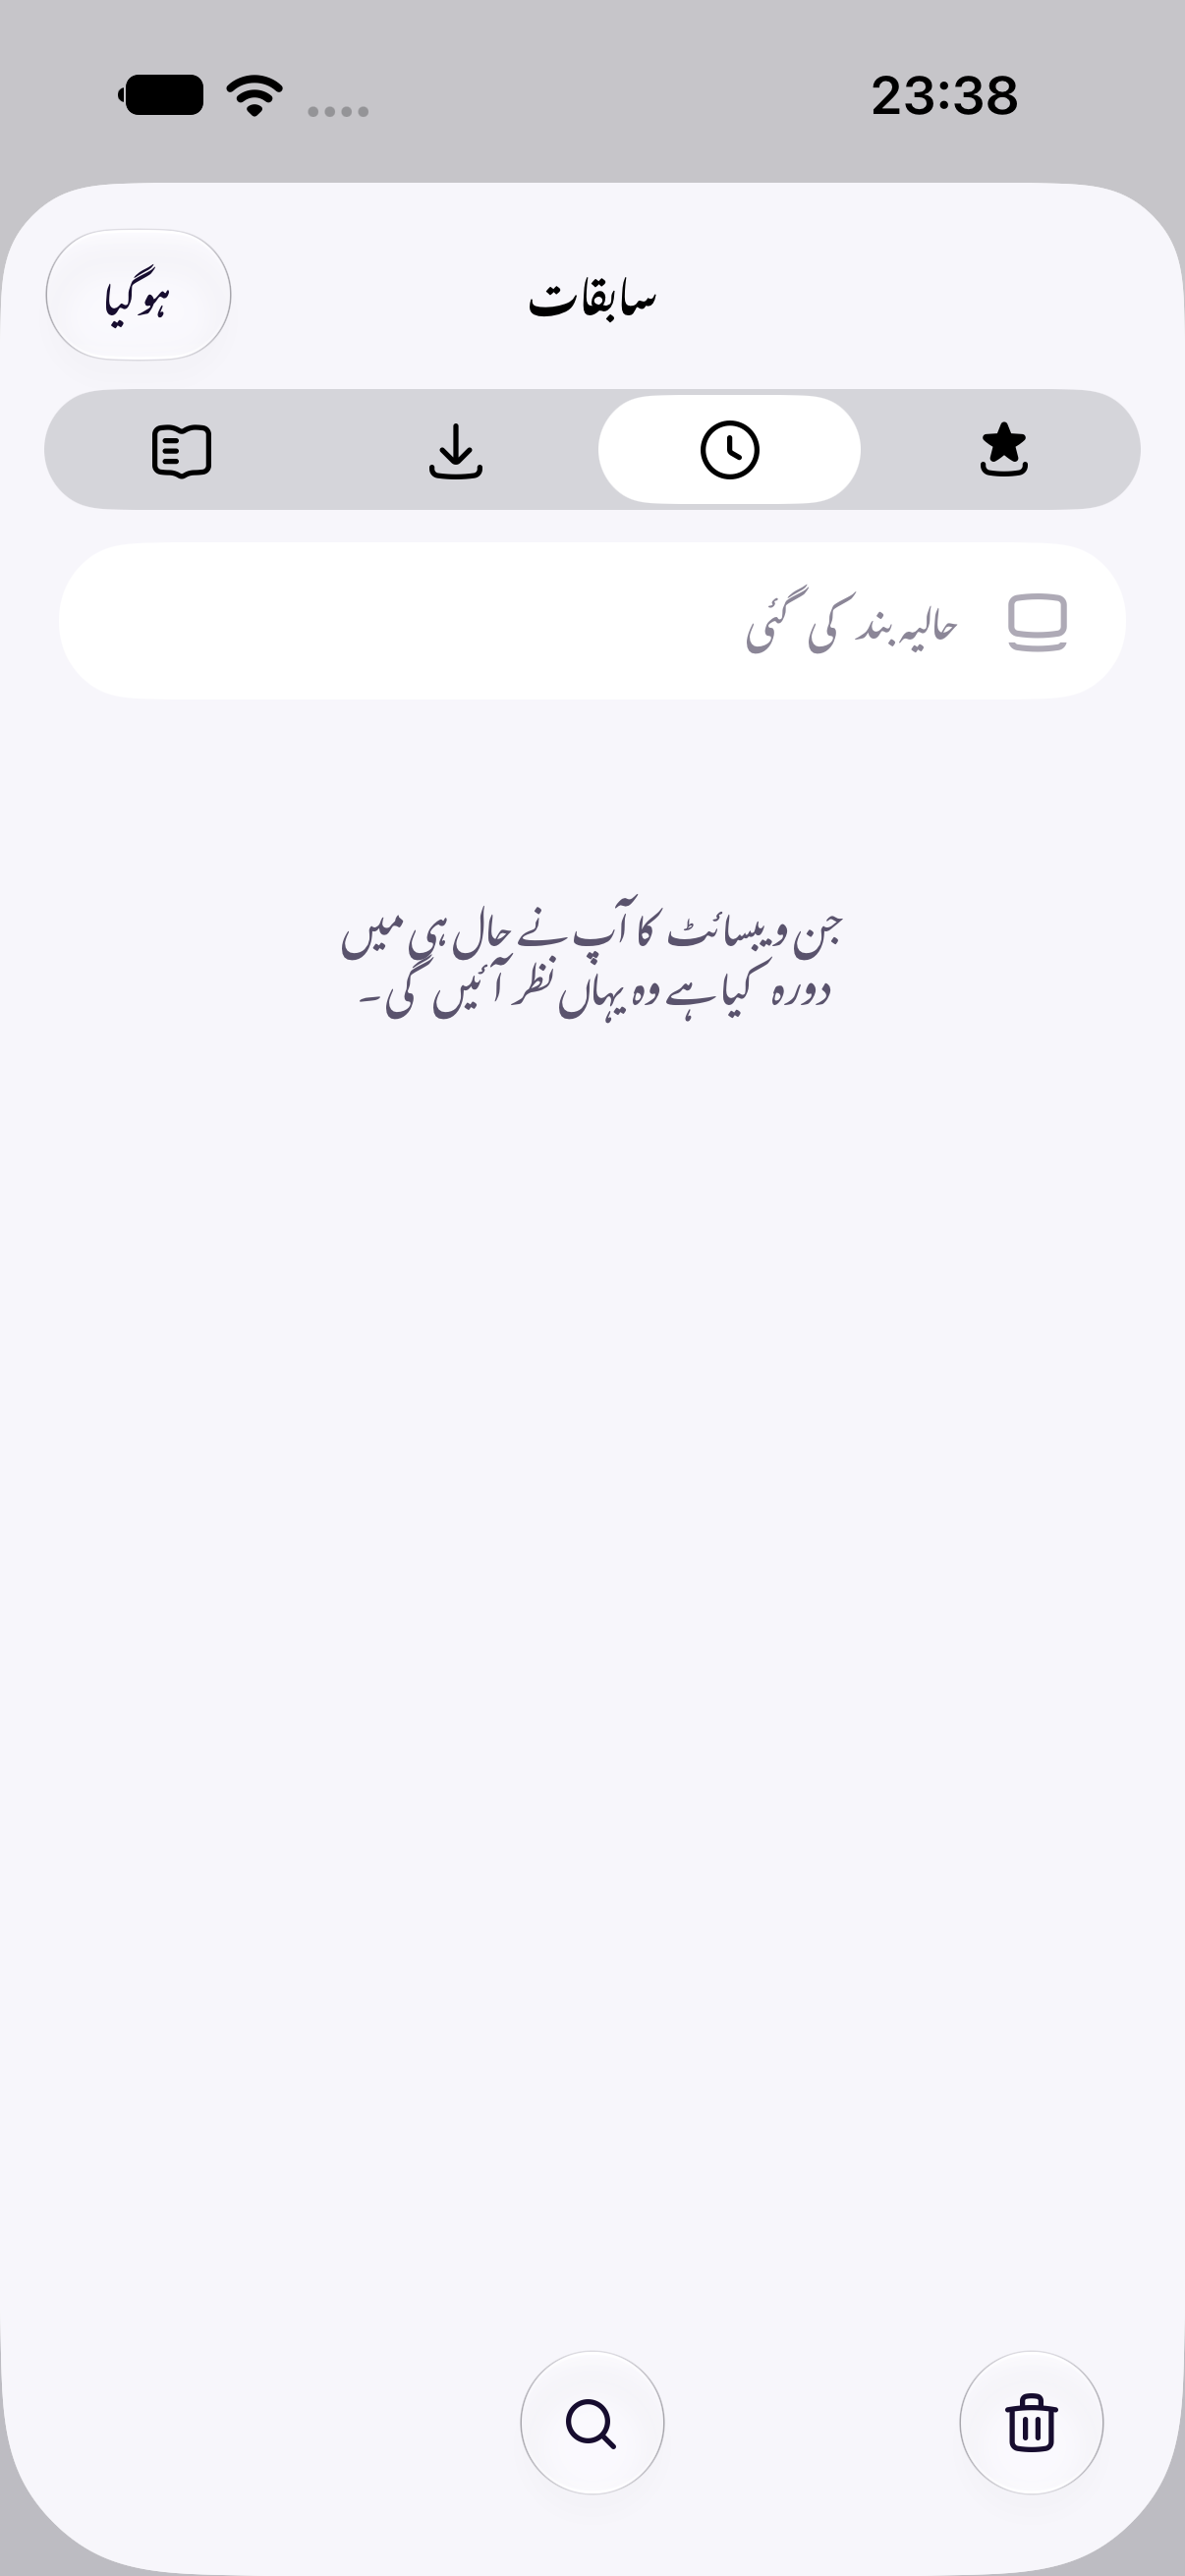 23:38
سابقات
ہوگیا
حالیہ بند کی گئی
جن ویبسائٹ کا آپ نے حال ہی میں
دورہ کیا ہے وہ یہاں نظر آئیں گی۔